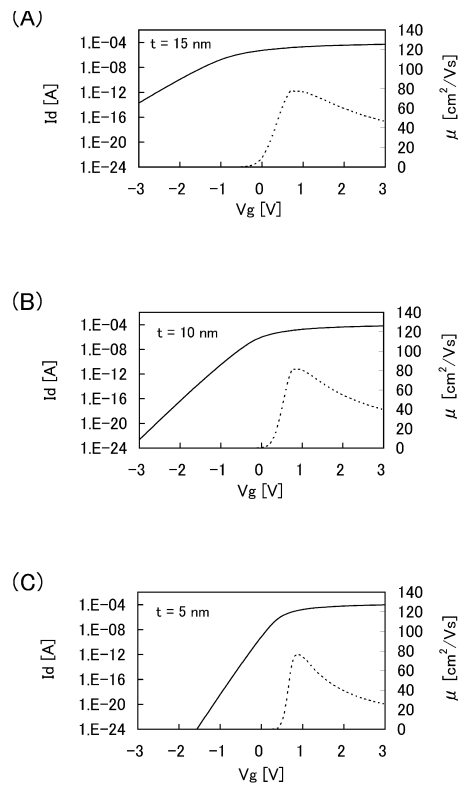 (A)
t = 15 nm
Id [A]
1.E−04
1.E−08
1.E−12
1.E−16
1.E−20
1.E−24
140
120
100
80
60
40
20
0
μ [cm²/Vs]
−3 −2 −1 0 1 2 3
Vg [V]
(B)
t = 10 nm
Id [A]
1.E−04
1.E−08
1.E−12
1.E−16
1.E−20
1.E−24
140
120
100
80
60
40
20
0
μ [cm²/Vs]
−3 −2 −1 0 1 2 3
Vg [V]
(C)
t = 5 nm
Id [A]
1.E−04
1.E−08
1.E−12
1.E−16
1.E−20
1.E−24
140
120
100
80
60
40
20
0
μ [cm²/Vs]
−3 −2 −1 0 1 2 3
Vg [V]